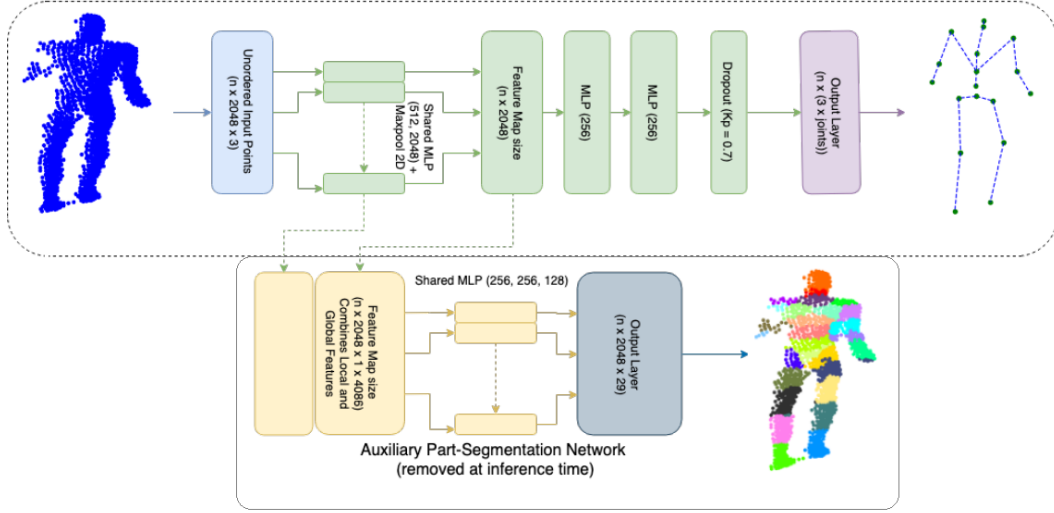 Unordered Input Points
(n x 2048 x 3)
Shared MLP
(512, 2048) +
Maxpool 2D
Feature Map size
(n x 2048)
MLP (256)
MLP (256)
Dropout (Kp = 0.7)
Output Layer
(n x (3 x joints))
Feature Map size
(n x 2048 x 1 x 4086)
Combines Local and
Global Features
Shared MLP (256, 256, 128)
Output Layer
(n x 2048 x 29)
Auxiliary Part-Segmentation Network
(removed at inference time)